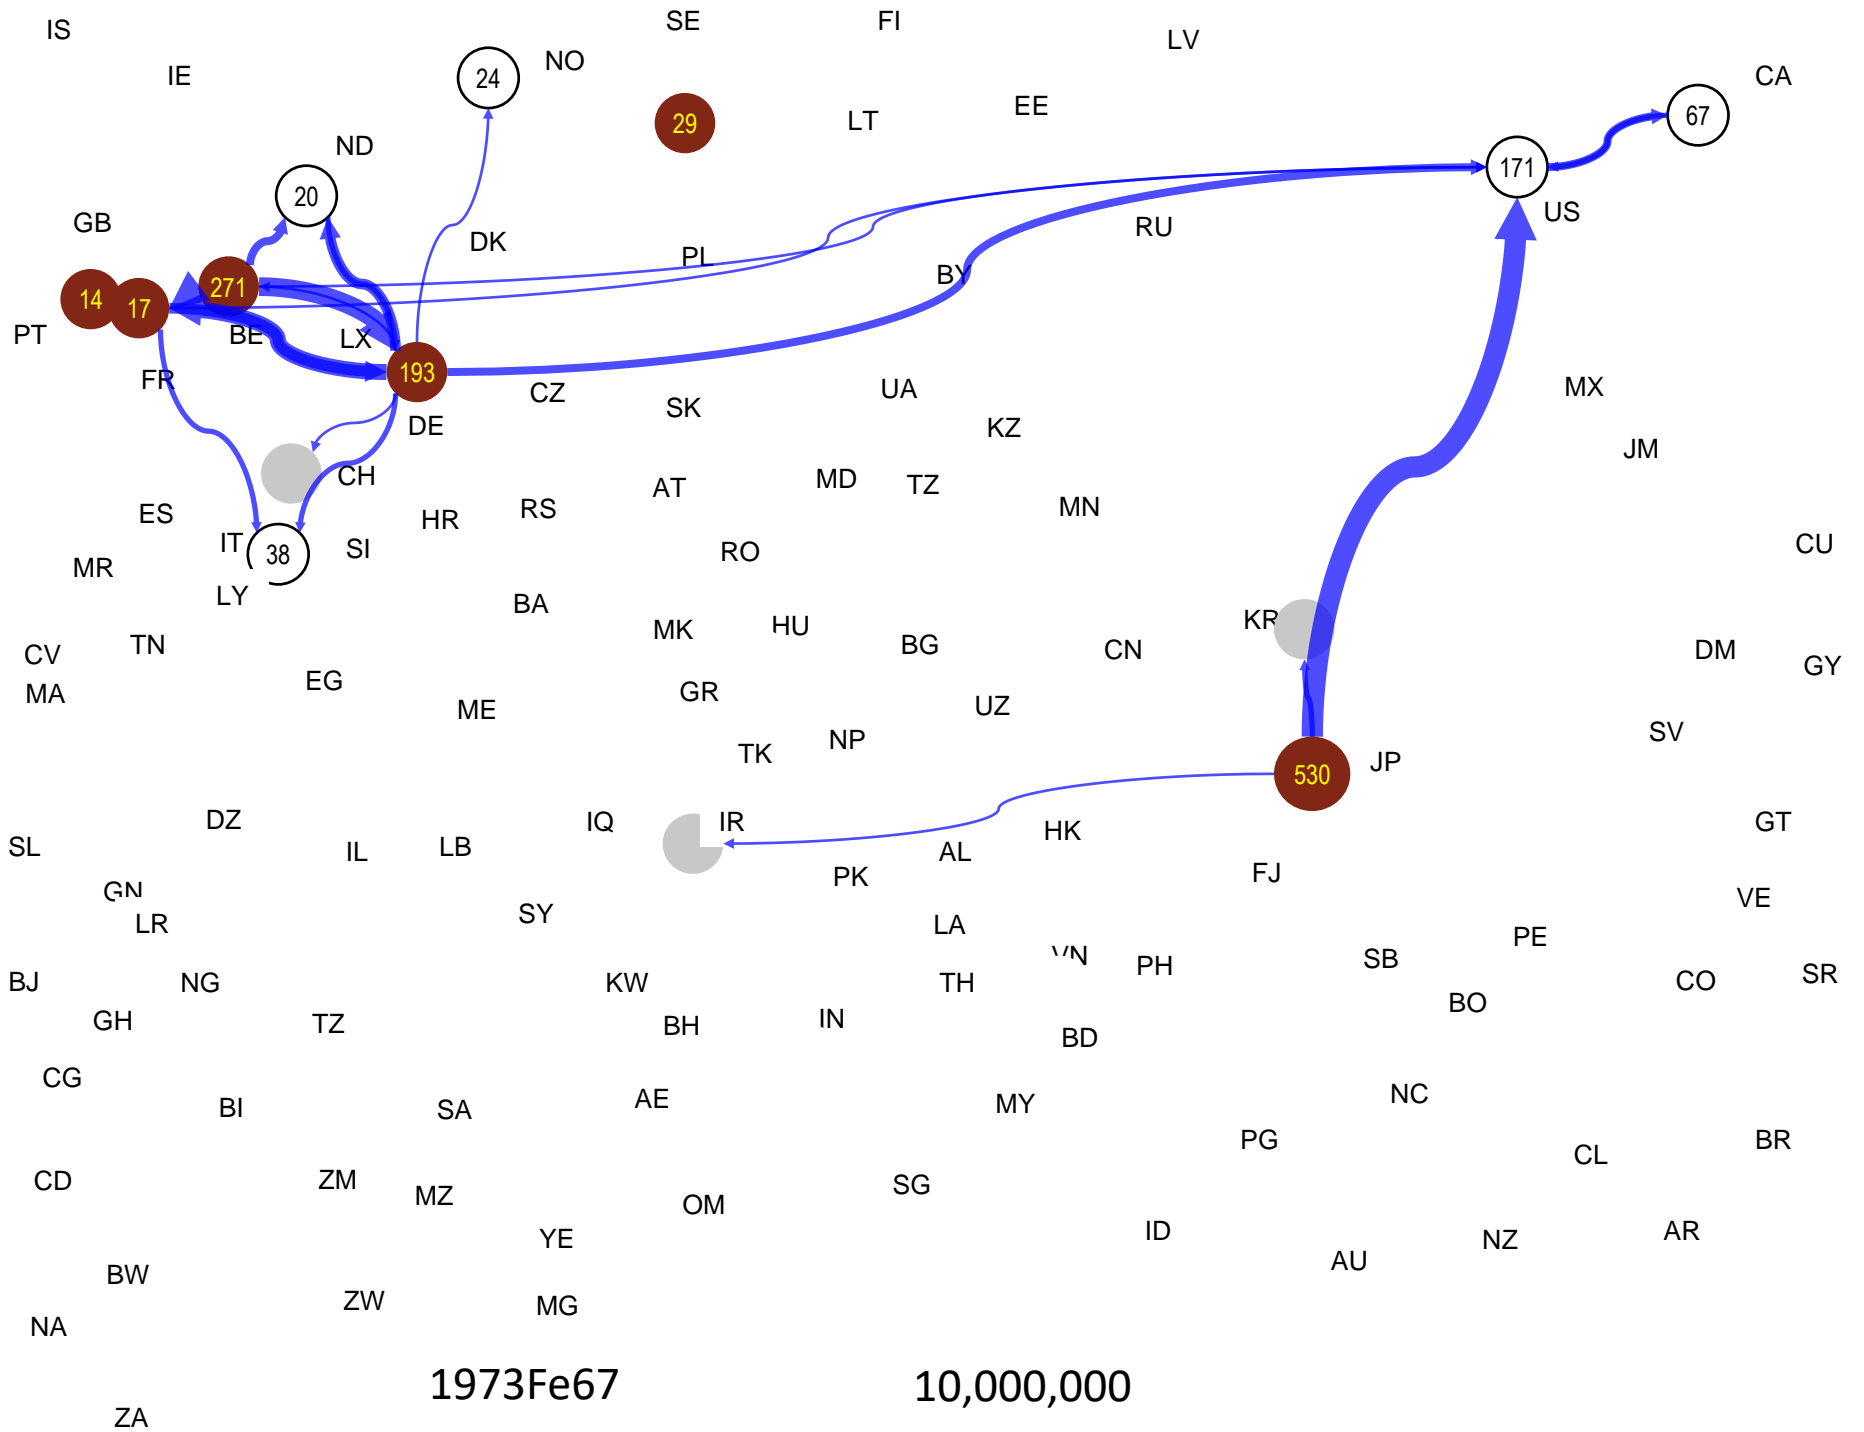 IS
SE
FI
LV
IE
24
NO
CA
29
LT
EE
67
ND
171
20
GB
US
DK
PL
RU
BY
14
17
271
PT
BE
LX
FR
193
CZ
SK
UA
MX
DE
KZ
JM
CH
AT
MD
TZ
MN
ES
HR
RS
IT
38
SI
RO
CU
MR
LY
BA
KR
MK
HU
TN
BG
CN
DM
CV
GY
MA
EG
GR
ME
UZ
SV
TK
NP
530
JP
DZ
IQ
IR
HK
GT
SL
IL
LB
AL
PK
FJ
GN
VE
LR
SY
LA
PE
VN
PH
SB
BJ
NG
KW
TH
CO
SR
BO
GH
TZ
BH
IN
BD
CG
BI
SA
AE
MY
NC
PG
BR
CL
CD
ZM
MZ
OM
SG
YE
ID
AU
NZ
AR
BW
ZW
MG
NA
1973Fe67
10,000,000
ZA